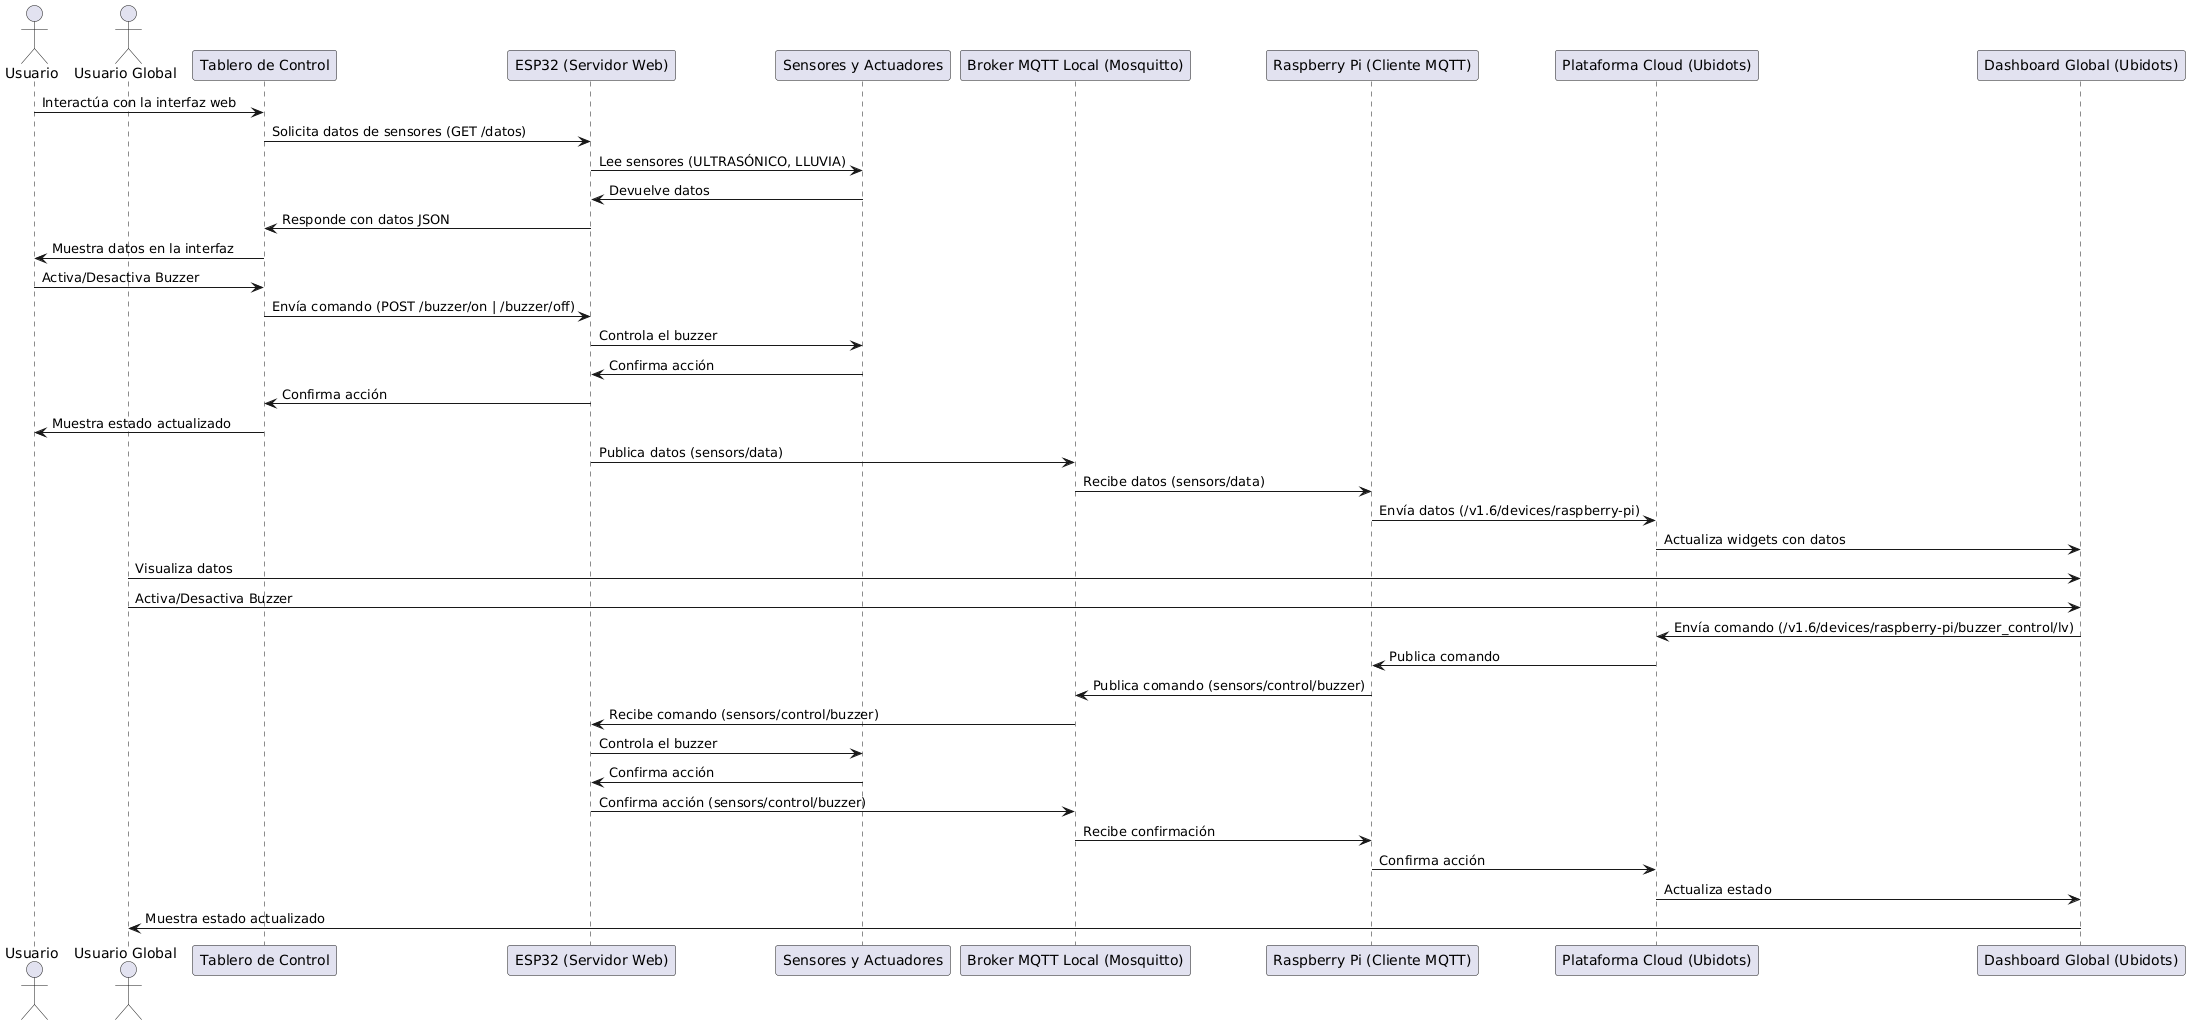 Usuario
Usuario Global
Tablero de Control
ESP32 (Servidor Web)
Sensores y Actuadores
Broker MQTT Local (Mosquitto)
Raspberry Pi (Cliente MQTT)
Plataforma Cloud (Ubidots)
Dashboard Global (Ubidots)
Interactúa con la interfaz web
Solicita datos de sensores (GET /datos)
Lee sensores (ULTRASÓNICO, LLUVIA)
Devuelve datos
Responde con datos JSON
Muestra datos en la interfaz
Activa/Desactiva Buzzer
Envía comando (POST /buzzer/on | /buzzer/off)
Controla el buzzer
Confirma acción
Confirma acción
Muestra estado actualizado
Publica datos (sensors/data)
Recibe datos (sensors/data)
Envía datos (/v1.6/devices/raspberry-pi)
Actualiza widgets con datos
Visualiza datos
Activa/Desactiva Buzzer
Envía comando (/v1.6/devices/raspberry-pi/buzzer_control/lv)
Publica comando
Publica comando (sensors/control/buzzer)
Recibe comando (sensors/control/buzzer)
Controla el buzzer
Confirma acción
Confirma acción (sensors/control/buzzer)
Recibe confirmación
Confirma acción
Actualiza estado
Muestra estado actualizado
Usuario
Usuario Global
Tablero de Control
ESP32 (Servidor Web)
Sensores y Actuadores
Broker MQTT Local (Mosquitto)
Raspberry Pi (Cliente MQTT)
Plataforma Cloud (Ubidots)
Dashboard Global (Ubidots)